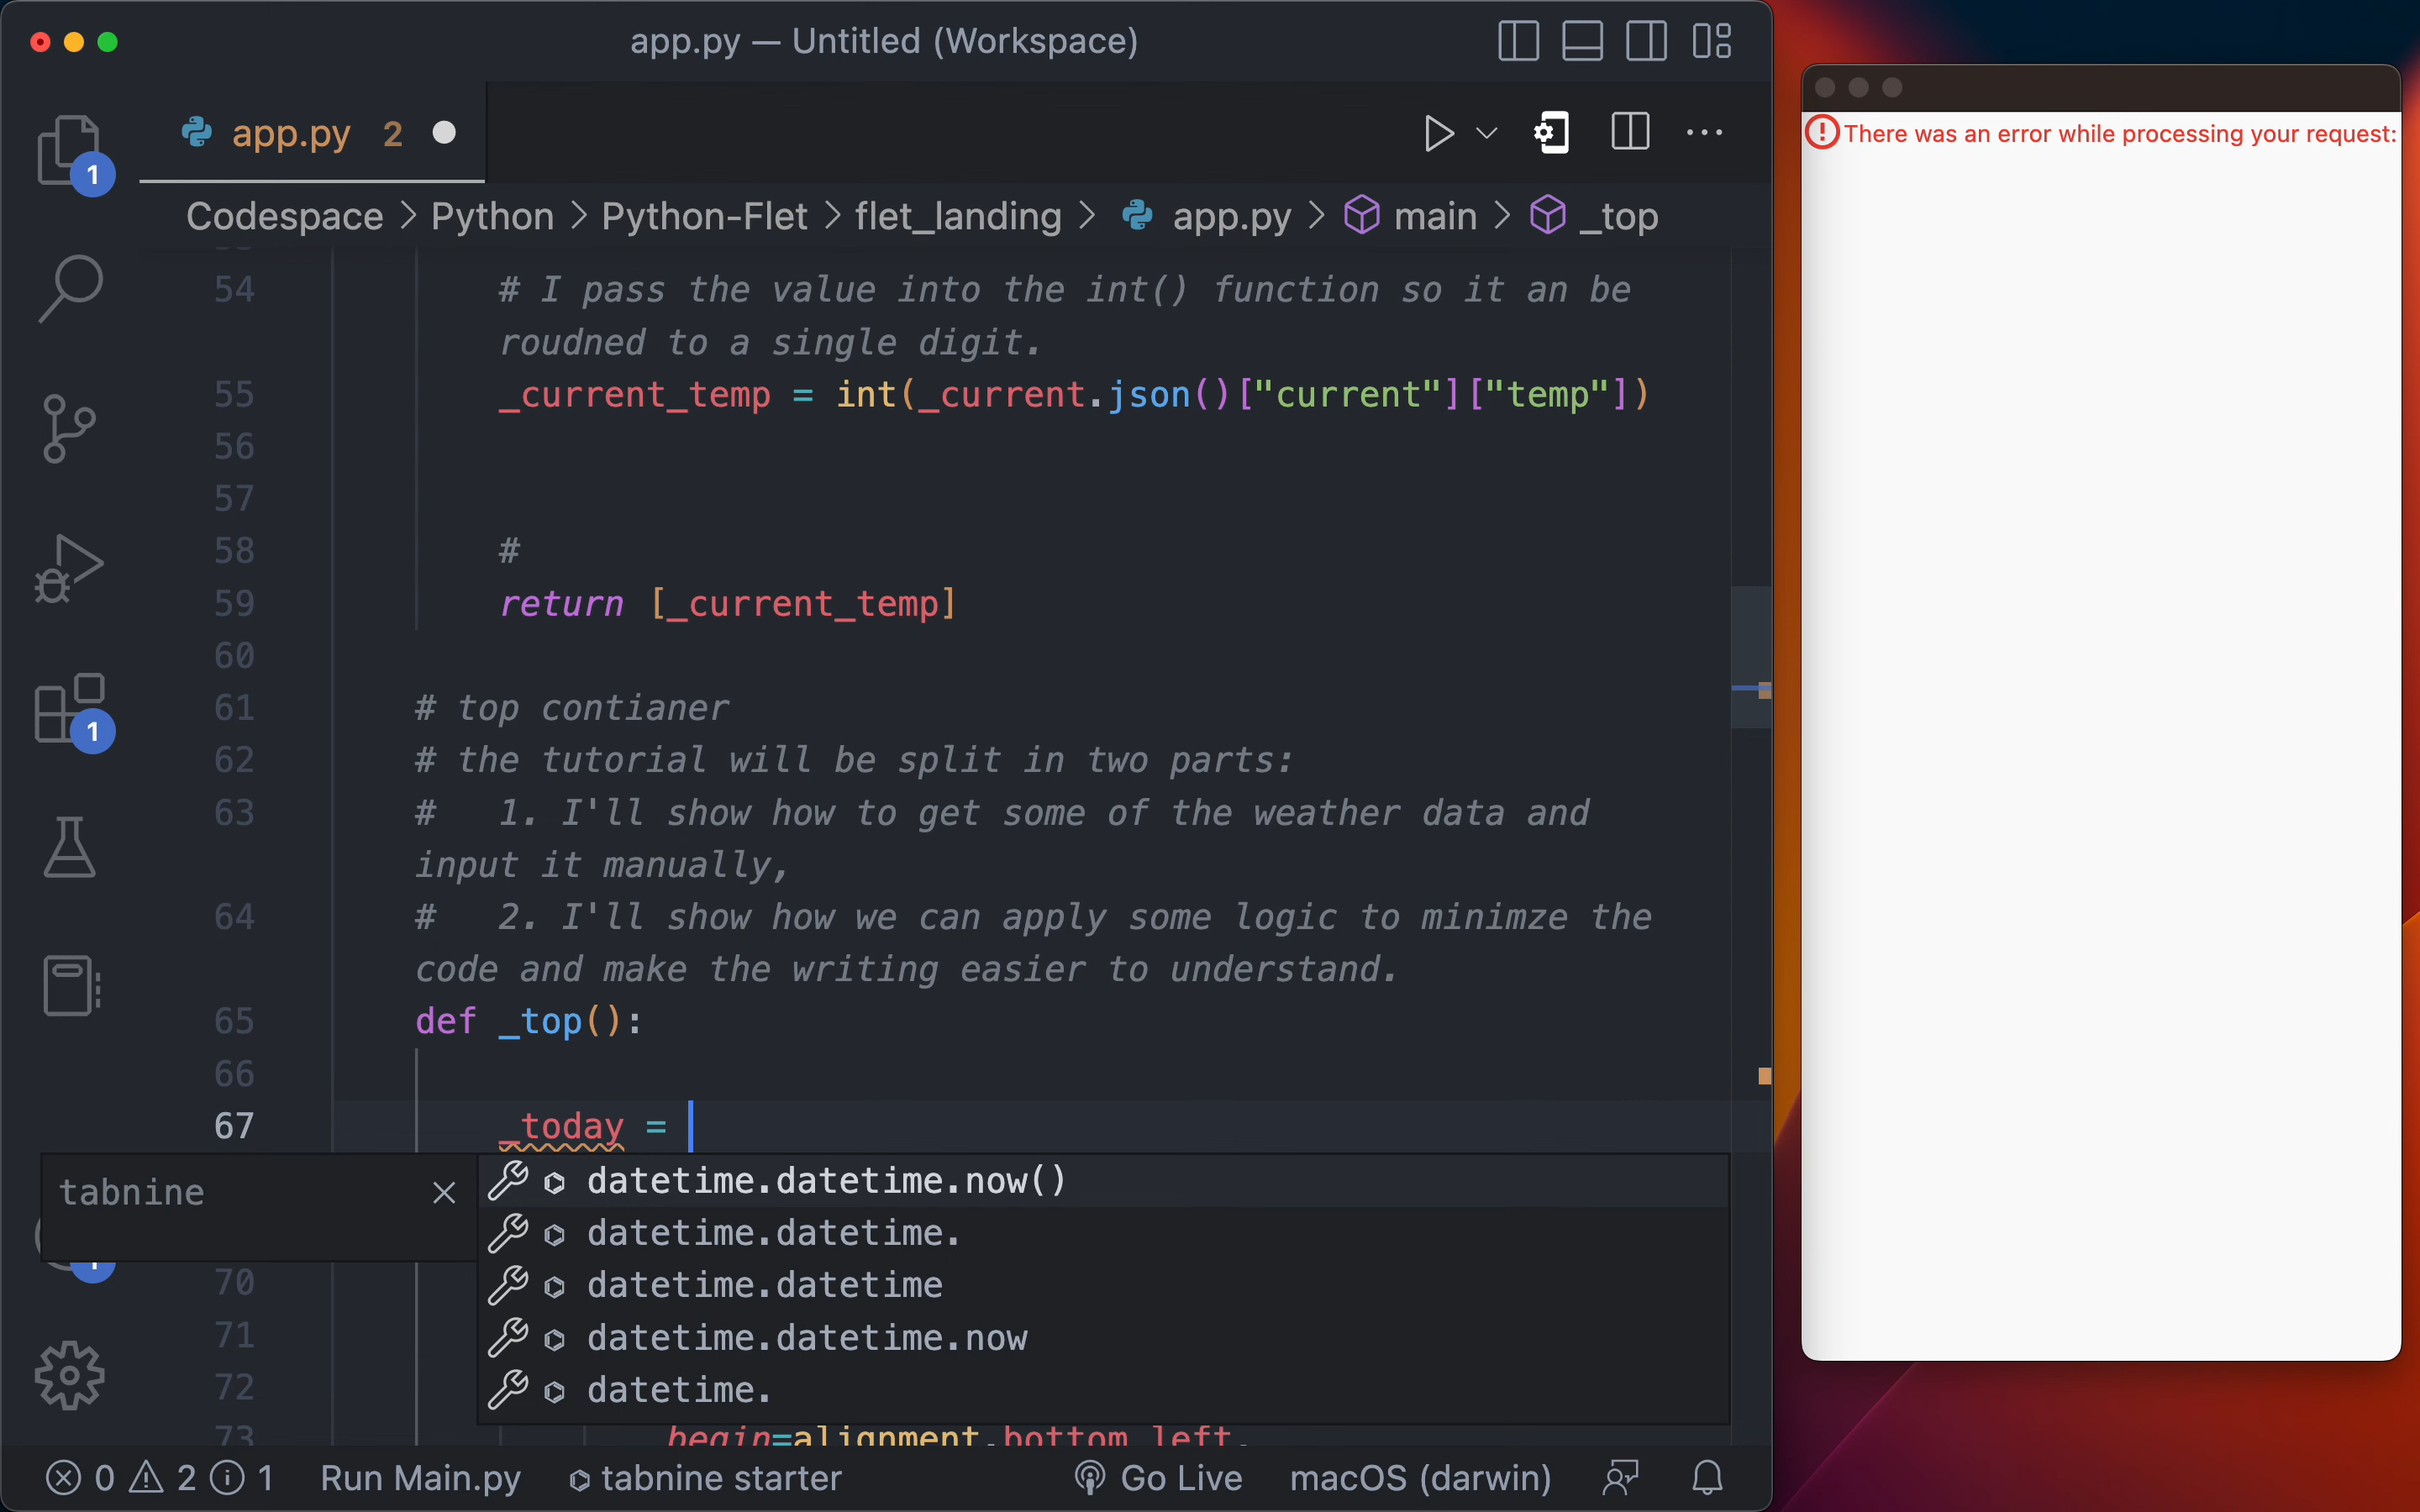 app.py — Untitled (Workspace)
app.py 2
There was an error while processing your request:
Codespace > Python > Python-Flet > flet_landing > app.py > main > _top
54 # I pass the value into the int() function so it an be
roudned to a single digit.
55 _current_temp = int(_current.json()["current"]["temp"])
56
57
58 #
59 return [_current_temp]
60
61 # top contianer
62 # the tutorial will be split in two parts:
63 #   1. I'll show how to get some of the weather data and
input it manually,
64 #   2. I'll show how we can apply some logic to minimze the
code and make the writing easier to understand.
65 def _top():
66
67 _today =
tabnine
datetime.datetime.now()
datetime.datetime.
datetime.datetime
datetime.datetime.now
datetime.
70
71
72
73 begin=alignment.bottom_left,
1
1
0 2 1 Run Main.py tabnine starter Go Live macOS (darwin)